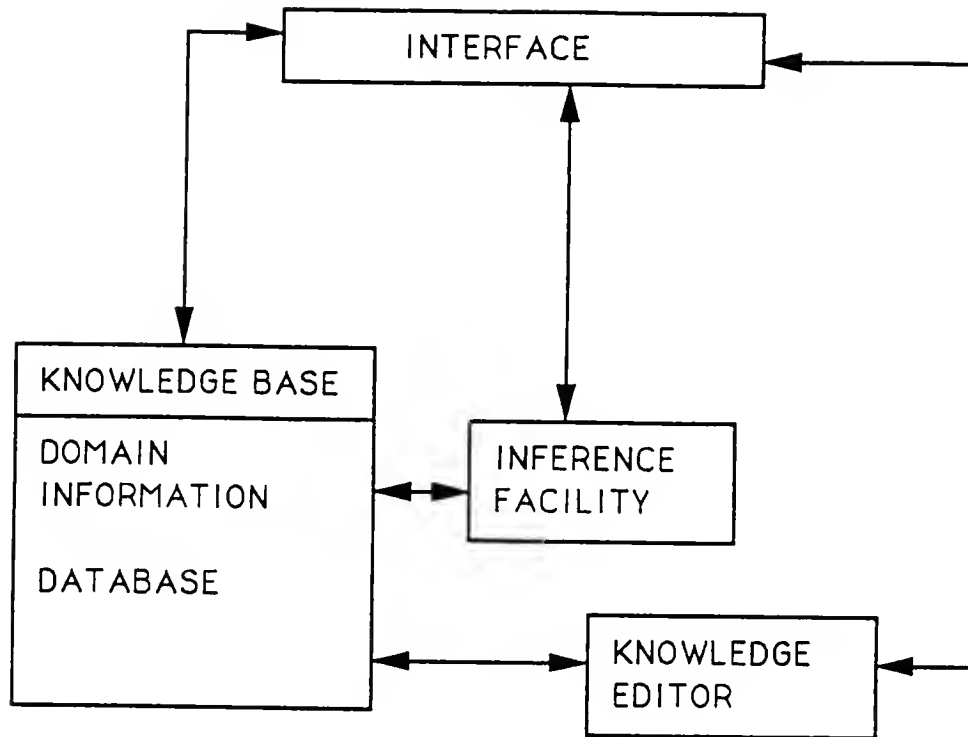 INTERFACE
KNOWLEDGE BASE
DOMAIN
INFORMATION
DATABASE
INFERENCE
FACILITY
KNOWLEDGE
EDITOR